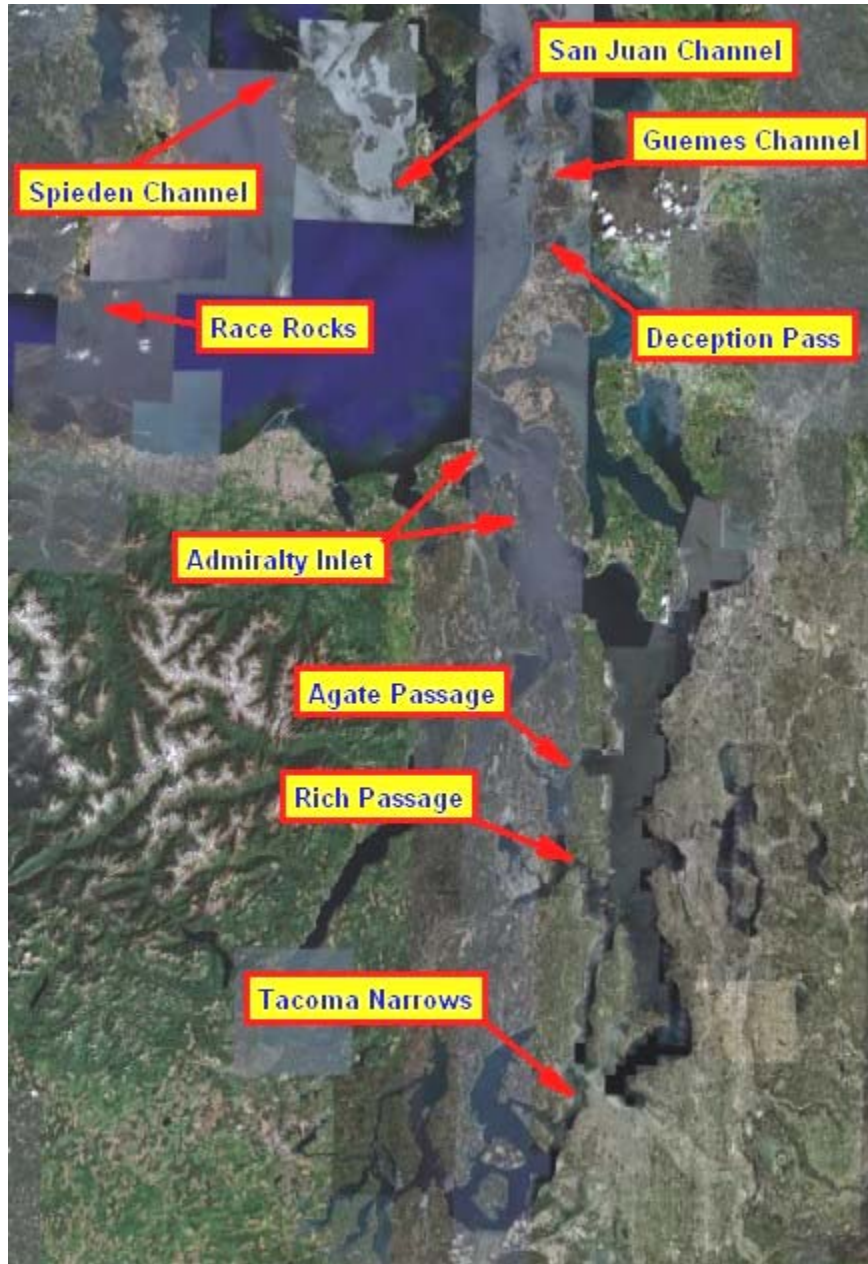 San Juan Channel
Guemes Channel
Spieden Channel
Race Rocks
Deception Pass
Admiralty Inlet
Agate Passage
Rich Passage
Tacoma Narrows